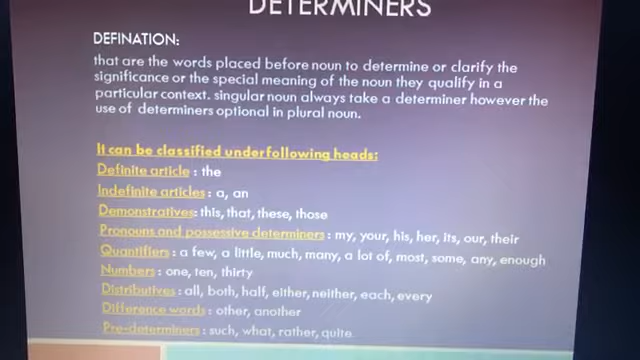 DETERMINERS
DEFINATION:
that are the words placed before noun to determine or clarify the
significance or the special meaning of the noun they qualify in a
particular context. singular noun always take a determiner however the
use of determiners optional in plural noun.
It can be classified under following heads:
Definite article : the
Indefinite articles : a, an
Demonstratives: this, that, these, those
Pronouns and possessive determiners : my, your, his, her, its, our, their
Quantifiers : a few, a little, much, many, a lot of, most, some, any, enough
Numbers : one, ten, thirty
Distributives : all, both, half, either, neither, each, every
Difference words : other, another
Pre-determiners : such, what, rather, quite